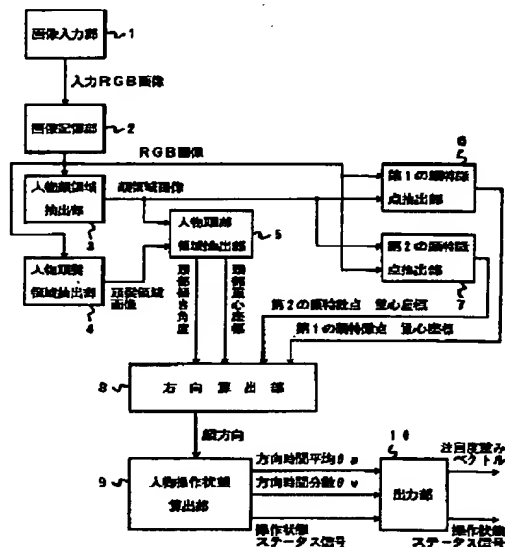 画像入力部
1
入力RGB画像
画像記憶部
2
RGB画像
人物顔領域
抽出部
3
顔領域画像
人物頭部
領域抽出部
5
人物頭髪
領域抽出部
4
頭髪領域
画像
6
第1の顔特徴
点抽出部
第2の顔特徴
点抽出部
7
頭部傾き角度
頭部重心座標
第2の顔特徴点 重心座標
第1の顔特徴点 重心座標
8
方向算出部
顔方向
9
人物操作状態
算出部
方向時間平均θa
方向時間分散θv
操作状態
ステータス信号
10
出力部
注目度重み
ベクトル
操作状態
ステータス信号